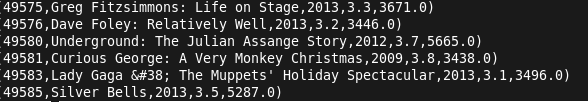 (49575,Greg Fitzsimmons: Life on Stage,2013,3.3,3671.0)
(49576,Dave Foley: Relatively Well,2013,3.2,3446.0)
(49580,Underground: The Julian Assange Story,2012,3.7,5665.0)
(49581,Curious George: A Very Monkey Christmas,2009,3.8,3438.0)
(49583,Lady Gaga &#38; The Muppets' Holiday Spectacular,2013,3.1,3496.0)
(49585,Silver Bells,2013,3.5,5287.0)